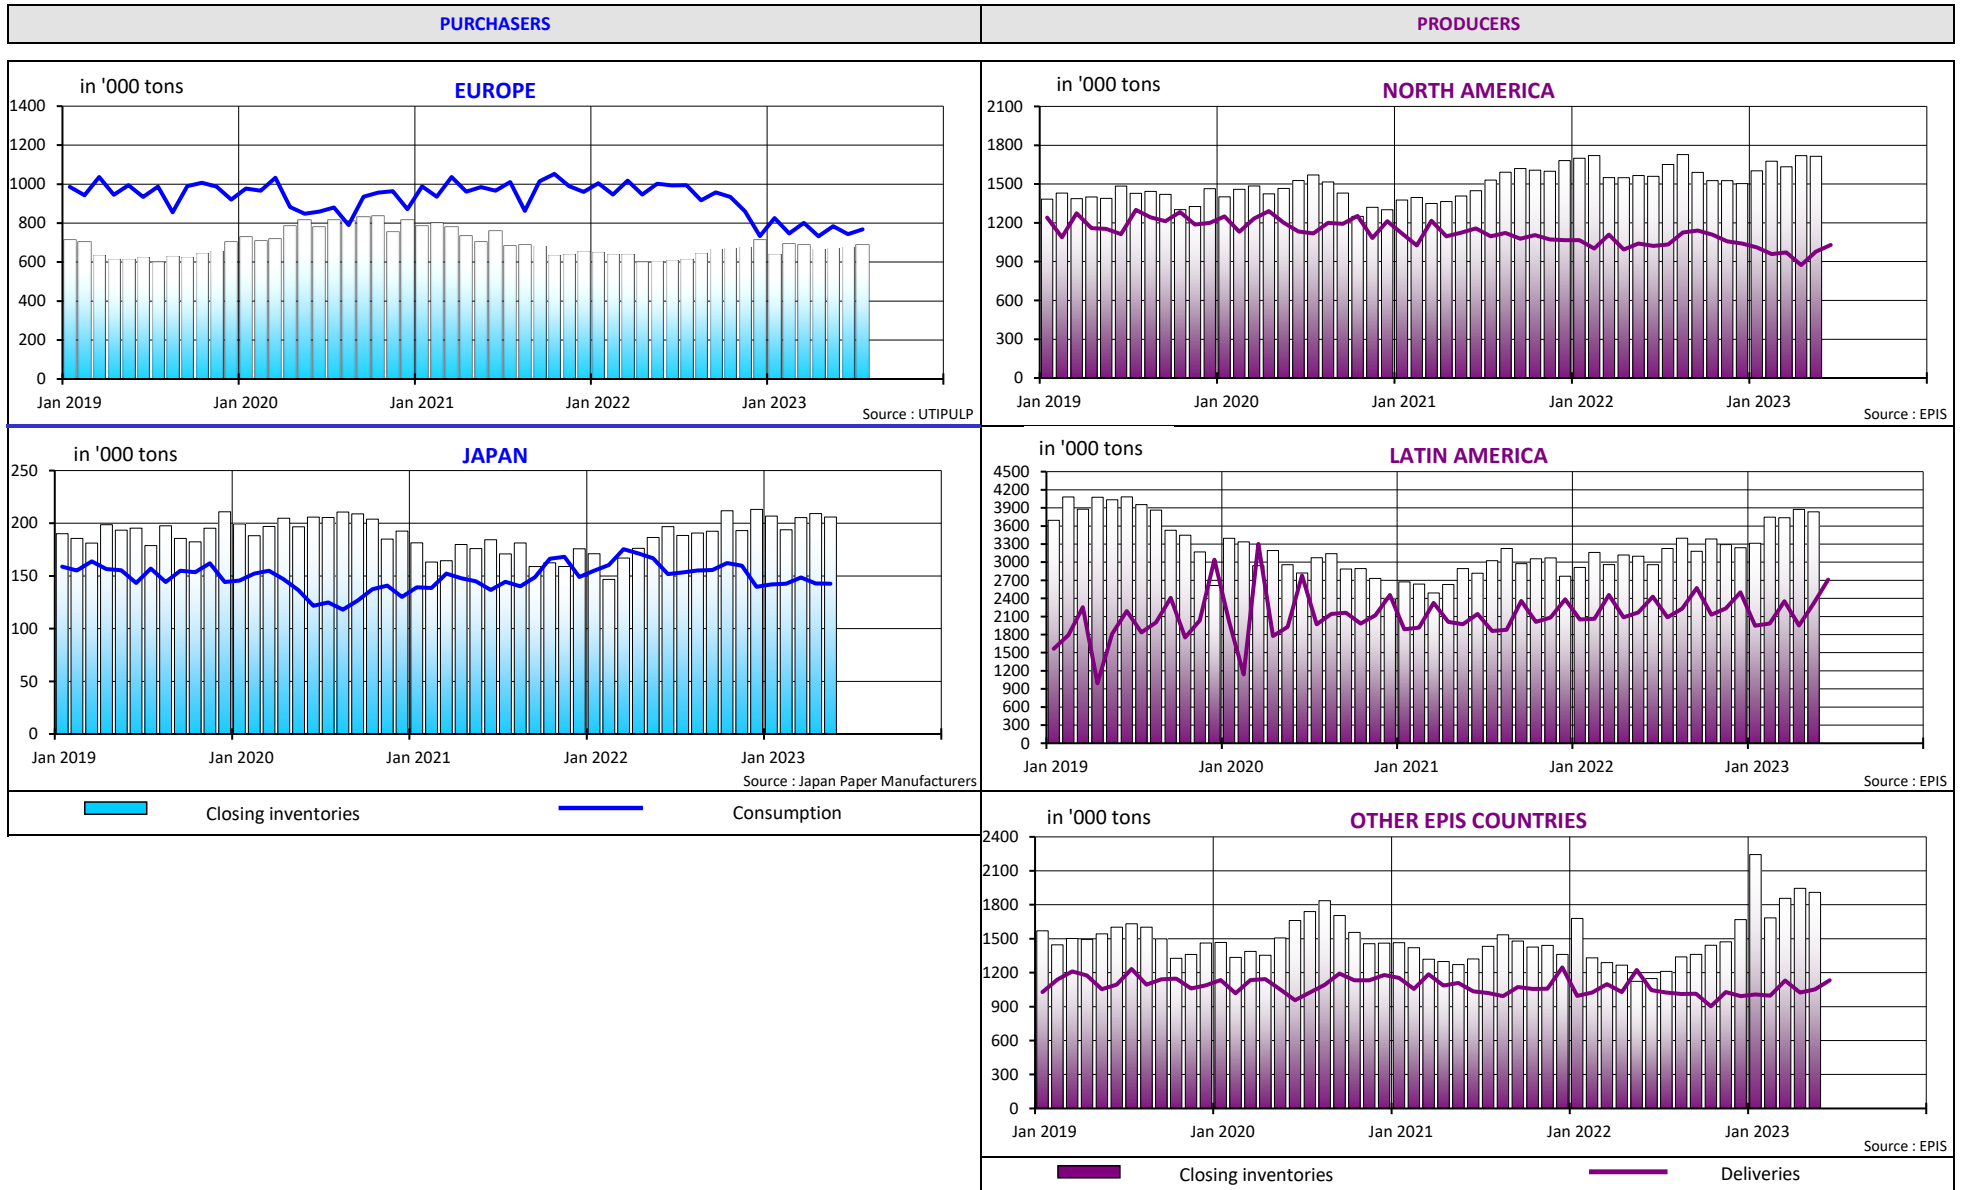 PURCHASERS
PRODUCERS
in '000 tons
EUROPE
1400
1200
1000
800
600
400
200
0
Jan 2019
Jan 2020
Jan 2021
Jan 2022
Jan 2023
Source : UTIPULP
in '000 tons
NORTH AMERICA
2100
1800
1500
1200
900
600
300
0
Jan 2019
Jan 2020
Jan 2021
Jan 2022
Jan 2023
Source : EPIS
in '000 tons
JAPAN
250
200
150
100
50
0
Jan 2019
Jan 2020
Jan 2021
Jan 2022
Jan 2023
Source : Japan Paper Manufacturers
Closing inventories
Consumption
in '000 tons
LATIN AMERICA
4500
4200
3900
3600
3300
3000
2700
2400
2100
1800
1500
1200
900
600
300
0
Jan 2019
Jan 2020
Jan 2021
Jan 2022
Jan 2023
Source : EPIS
in '000 tons
OTHER EPIS COUNTRIES
2400
2100
1800
1500
1200
900
600
300
0
Jan 2019
Jan 2020
Jan 2021
Jan 2022
Jan 2023
Source : EPIS
Closing inventories
Deliveries